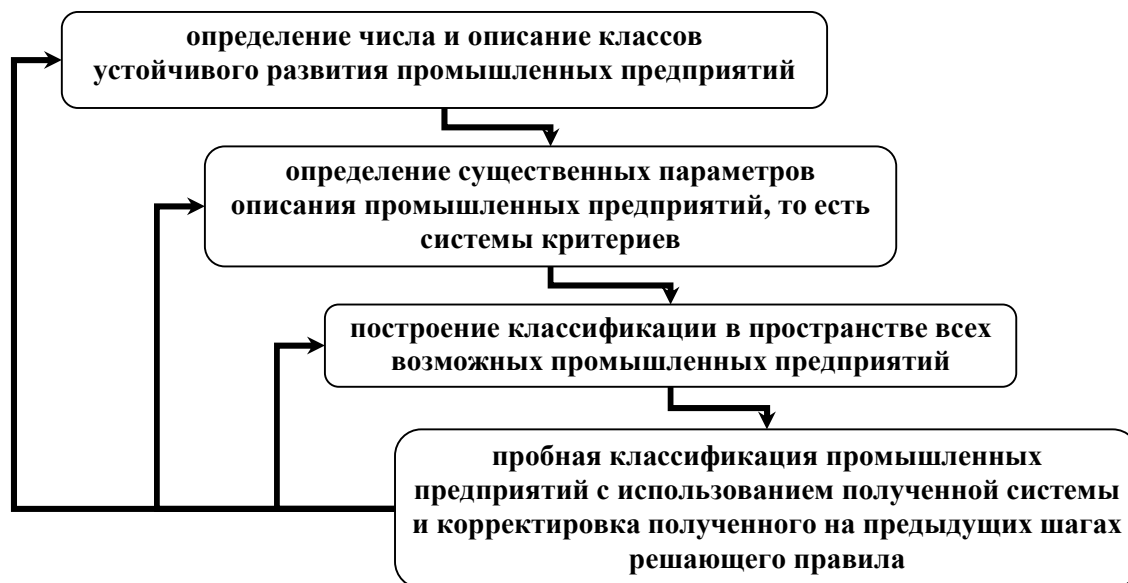 определение числа и описание классов
устойчивого развития промышленных предприятий
определение существенных параметров
описания промышленных предприятий, то есть
системы критериев
построение классификации в пространстве всех
возможных промышленных предприятий
пробная классификация промышленных
предприятий с использованием полученной системы
и корректировка полученного на предыдущих шагах
решающего правила